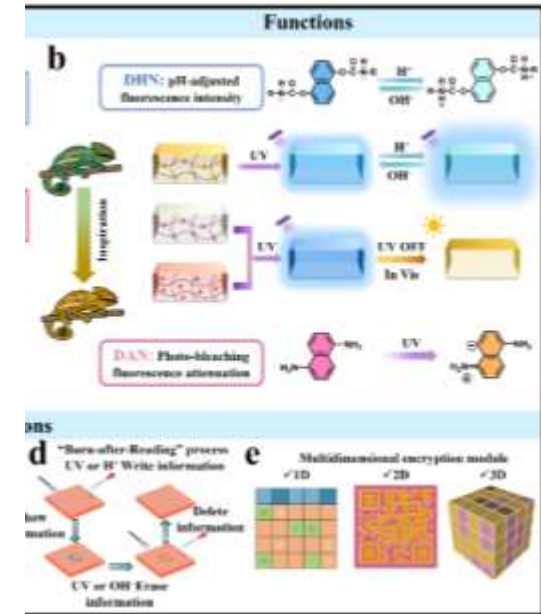 Functions
b
DHN: pH-adjusted
fluorescence intensity
H⁺
OH⁻
UV
H⁺
OH⁻
Inspiration
UV
UV OFF
In Vis
DAN: Photo-bleaching
fluorescence attenuation
NH₂
H₂N
UV
ons
d
"Burn-after-Reading" process
UV or H⁺ Write information
Delete
information
UV or OH⁻ Erase
information
e
Multidimensional encryption module
✓1D
✓2D
✓3D